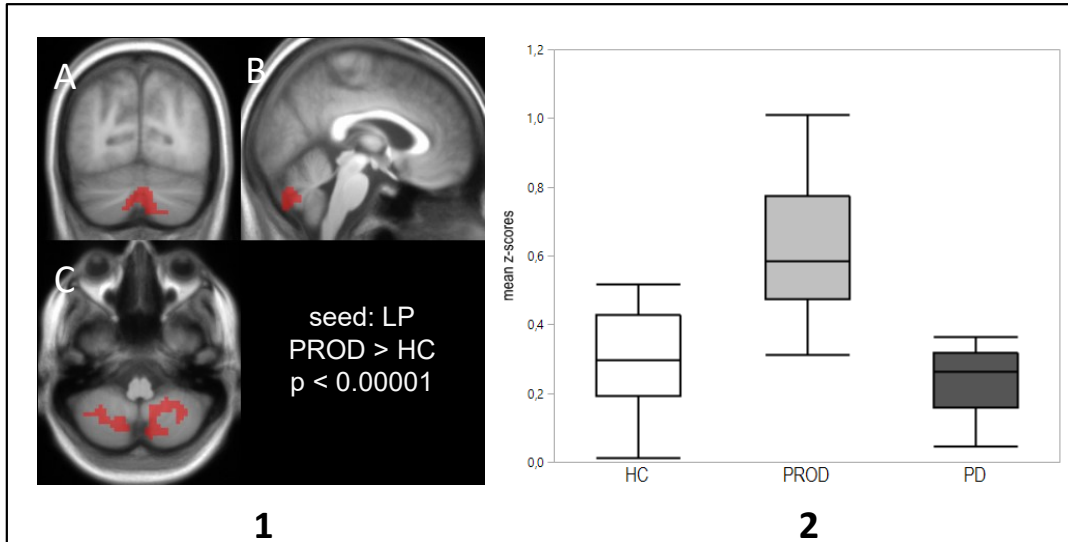 A
B
C
seed: LP
PROD > HC
p < 0.00001
1
mean z-scores
1,2
1,0
0,8
0,6
0,4
0,2
0,0
HC
PROD
PD
2